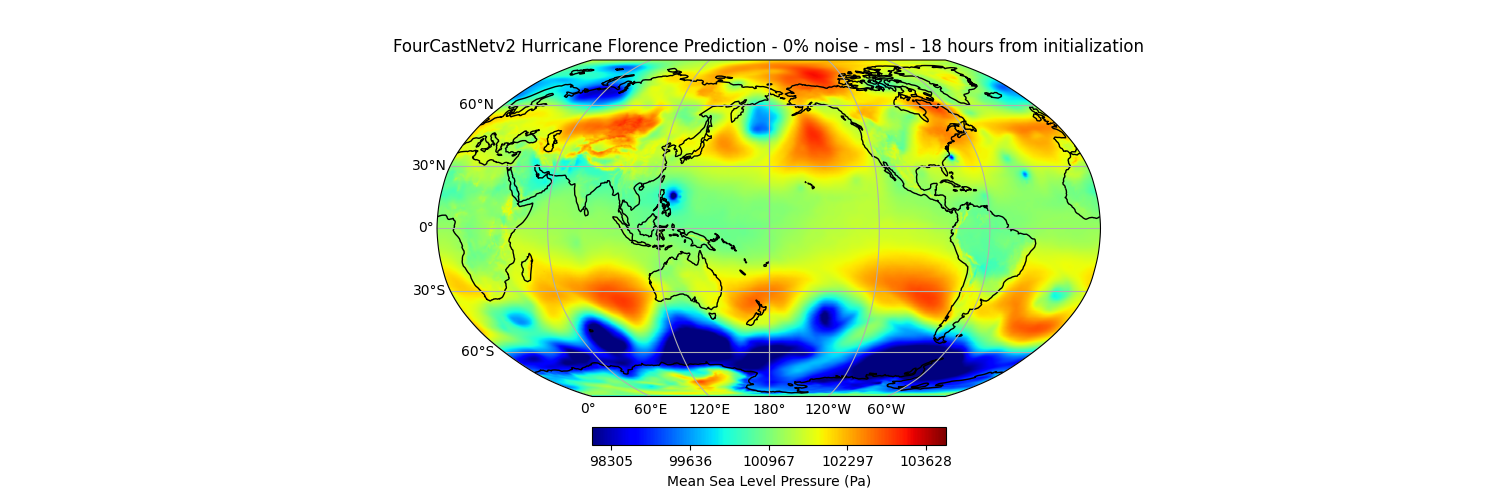 FourCastNetv2 Hurricane Florence Prediction - 0% noise - msl - 18 hours from initialization
60°N
30°N
0°
30°S
60°S
0° 60°E 120°E 180° 120°W 60°W
98305 99636 100967 102297 103628
Mean Sea Level Pressure (Pa)